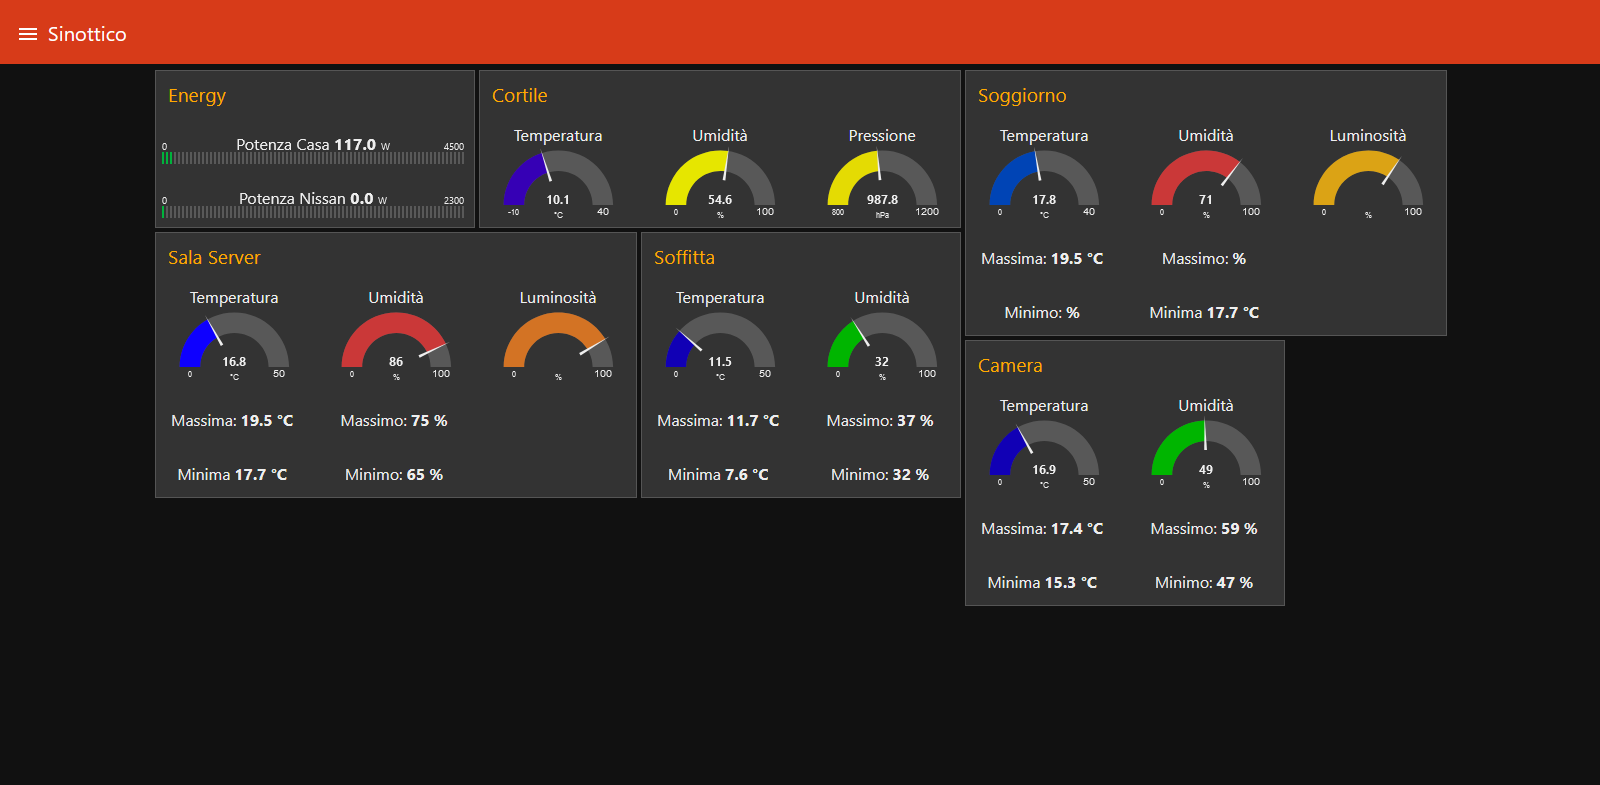 Sinottico
Energy
Potenza Casa 117.0 W
0 4500
Potenza Nissan 0.0 W
0 2300
Cortile
Temperatura Umidità Pressione
10.1 54.6 987.8
-10 °C 40 0 % 100 800 hPa 1200
Soggiorno
Temperatura Umidità Luminosità
17.8 71
0 °C 40 0 % 100 0 % 100
Massima: 19.5 °C Massimo: %
Minimo: % Minima 17.7 °C
Sala Server
Temperatura Umidità Luminosità
16.8 86
0 °C 50 0 % 100 0 % 100
Massima: 19.5 °C Massimo: 75 %
Minima 17.7 °C Minimo: 65 %
Soffitta
Temperatura Umidità
11.5 32
0 °C 50 0 % 100
Massima: 11.7 °C Massimo: 37 %
Minima 7.6 °C Minimo: 32 %
Camera
Temperatura Umidità
16.9 49
0 °C 50 0 % 100
Massima: 17.4 °C Massimo: 59 %
Minima 15.3 °C Minimo: 47 %